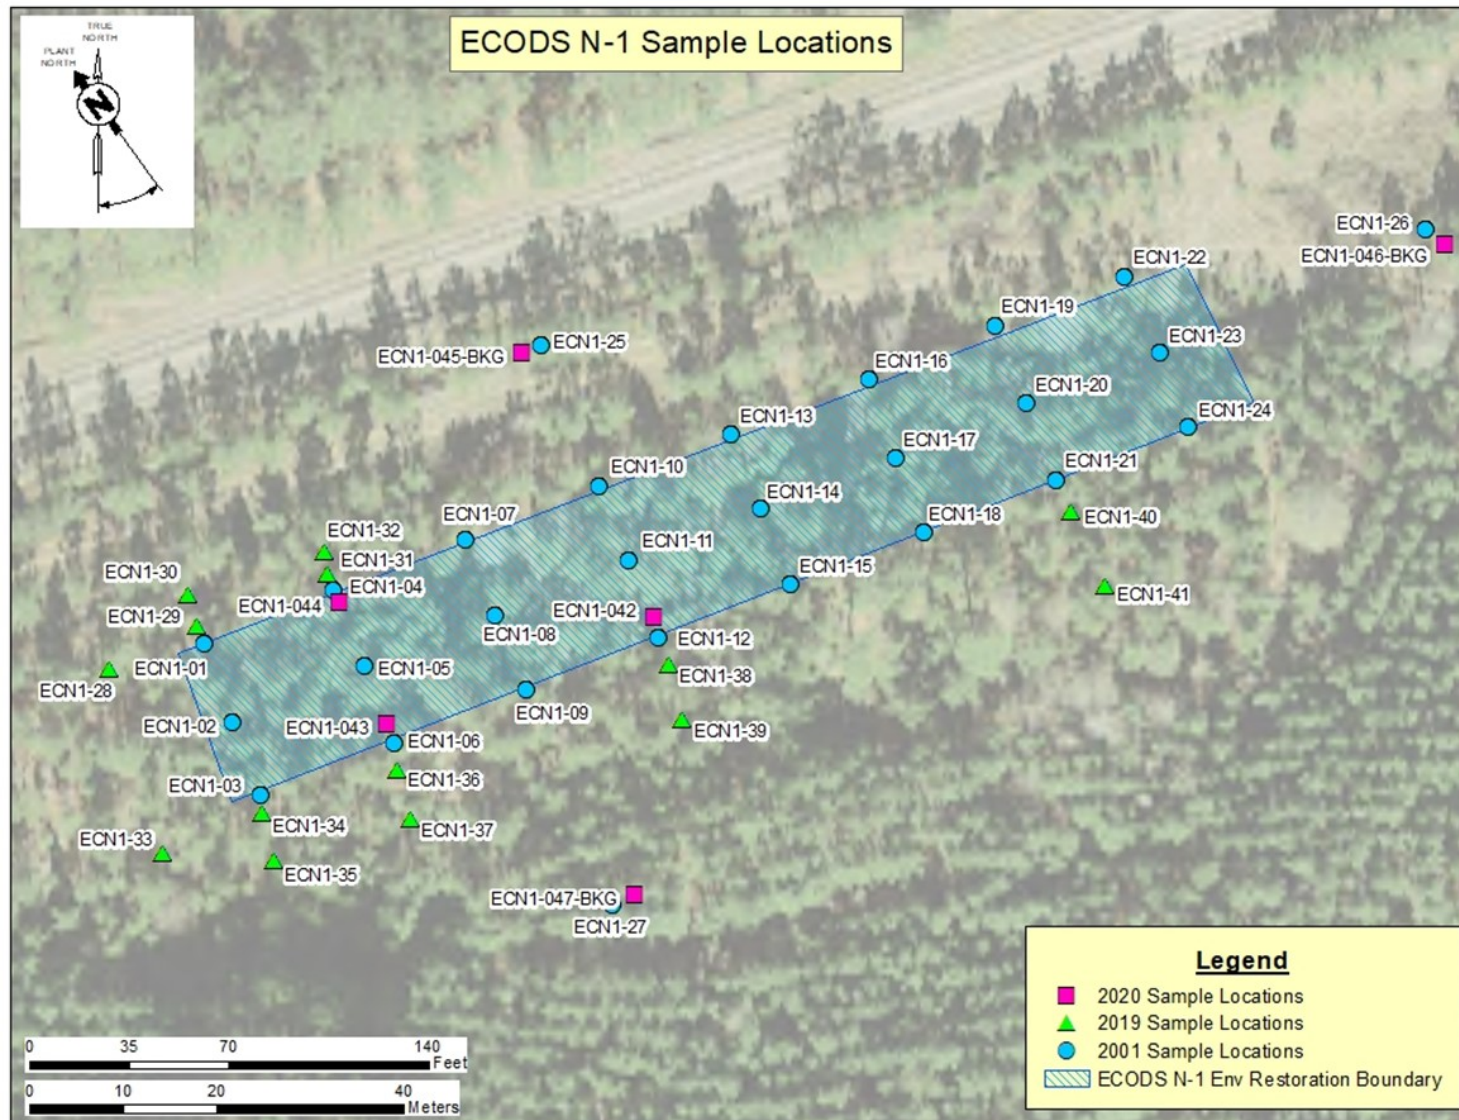 TRUE
NORTH
PLANT
NORTH
N
ECODS N-1 Sample Locations
ECN1-26
ECN1-046-BKG
ECN1-22
ECN1-19
ECN1-23
ECN1-25
ECN1-045-BKG
ECN1-16
ECN1-20
ECN1-13
ECN1-24
ECN1-17
ECN1-10
ECN1-21
ECN1-14
ECN1-40
ECN1-07
ECN1-18
ECN1-32
ECN1-11
ECN1-31
ECN1-15
ECN1-30
ECN1-04
ECN1-41
ECN1-044
ECN1-042
ECN1-29
ECN1-08
ECN1-12
ECN1-01
ECN1-05
ECN1-38
ECN1-28
ECN1-09
ECN1-02
ECN1-043
ECN1-39
ECN1-06
ECN1-03
ECN1-36
ECN1-34
ECN1-37
ECN1-33
ECN1-35
ECN1-047-BKG
ECN1-27
Legend
2020 Sample Locations
2019 Sample Locations
2001 Sample Locations
ECODS N-1 Env Restoration Boundary
0 35 70 140
Feet
0 10 20 40
Meters